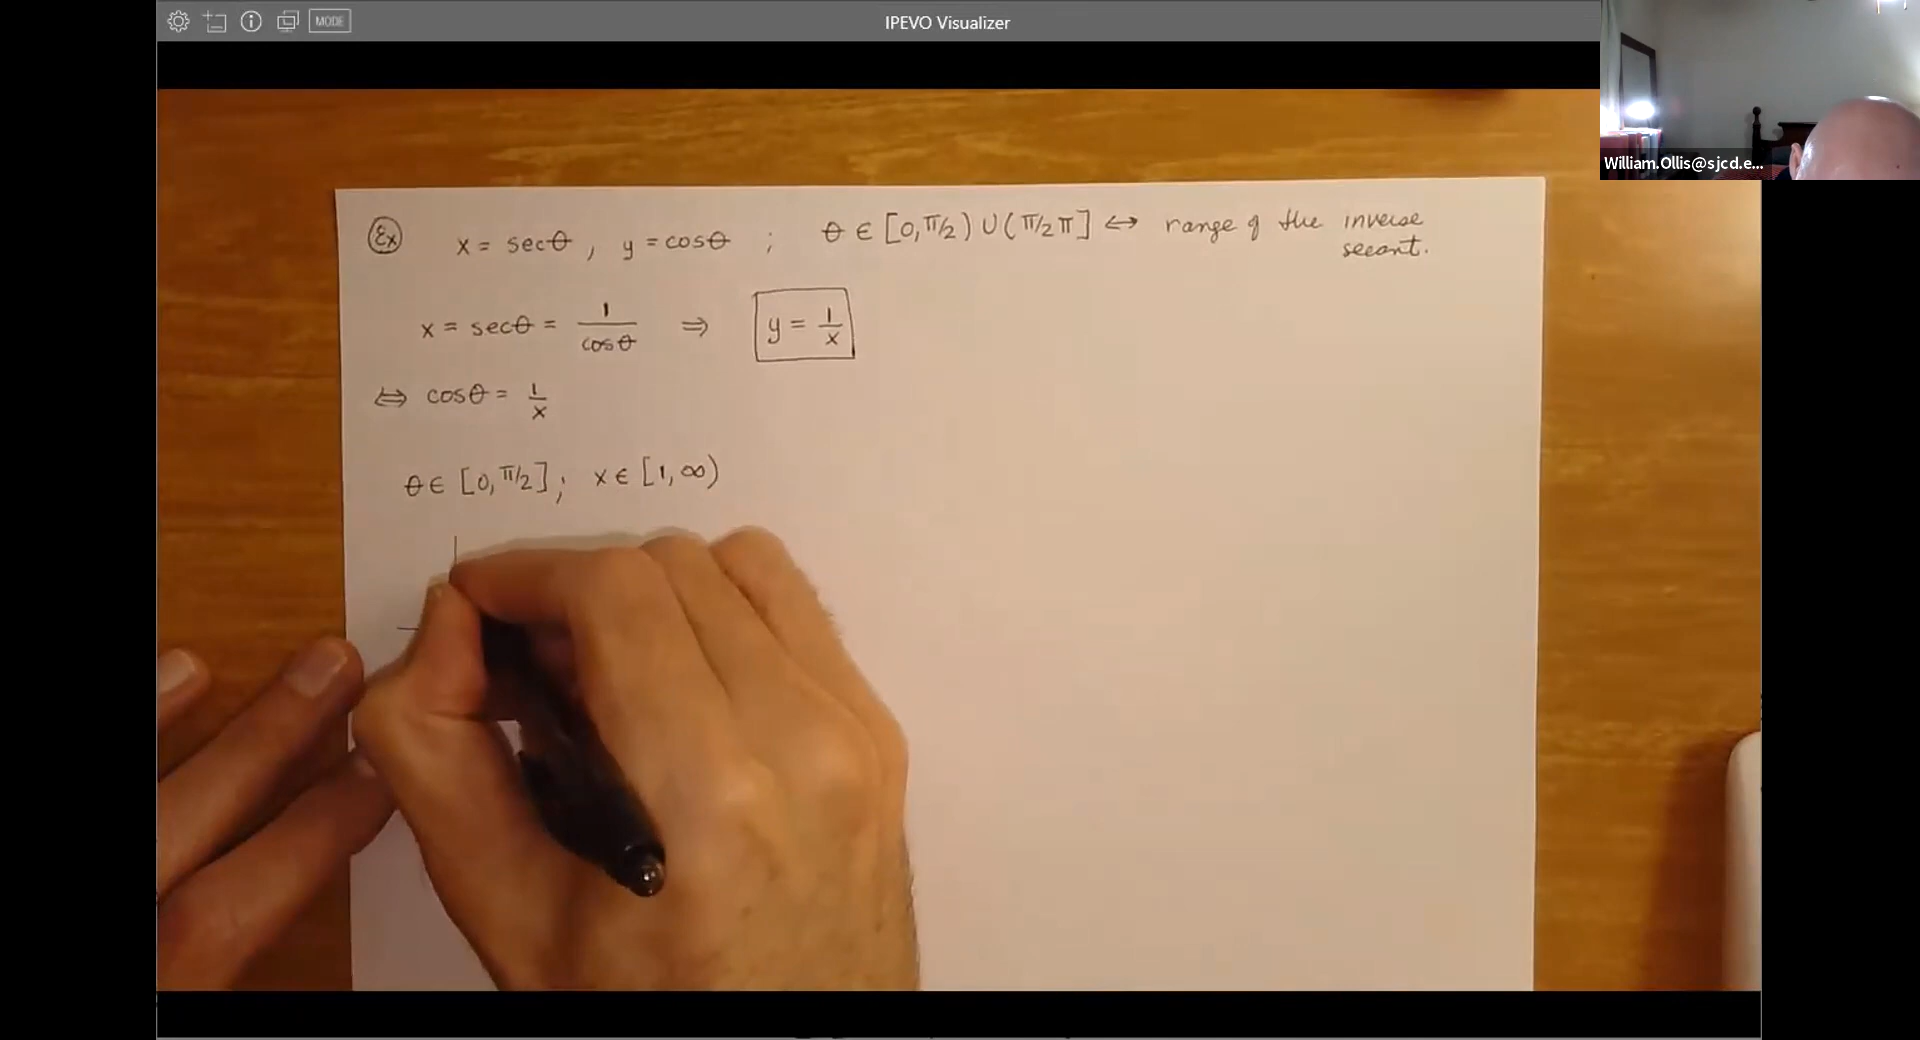 MODE
IPEVO Visualizer
William.Ollis@sjcd.e...
Ex x = secθ , y = cosθ ; θ ∈ [0, π/2) ∪ (π/2 π] ↔ range of the inverse
secant.
x = secθ = 1/cosθ ⇒ y = 1/x
⇔ cosθ = 1/x
θ ∈ [0, π/2] ; x ∈ [1, ∞)